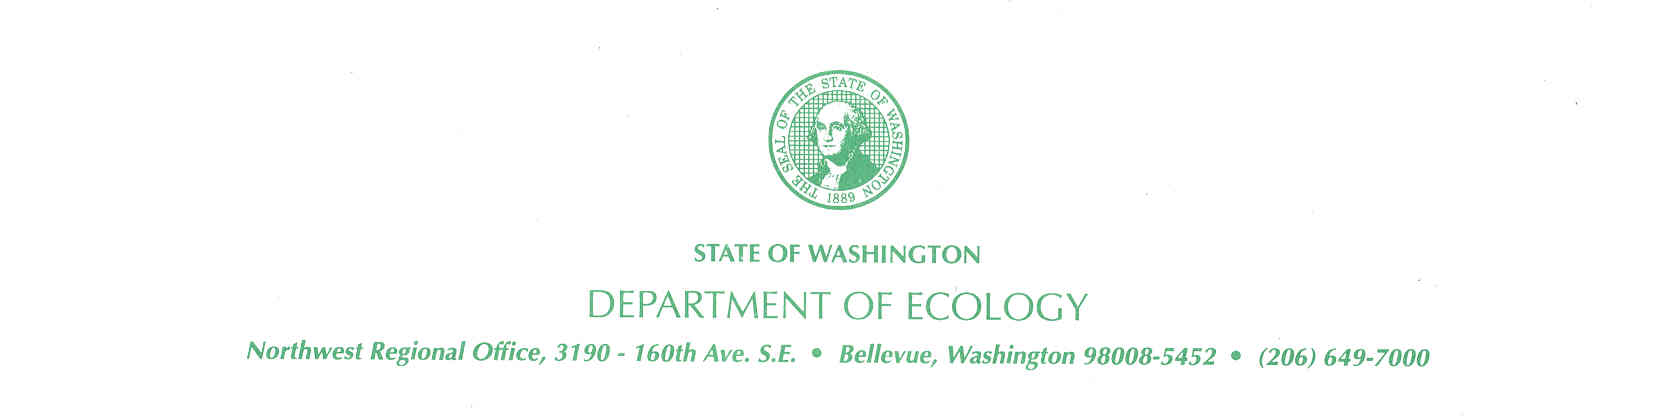 THE SEAL OF THE STATE OF WASHINGTON
1889
STATE OF WASHINGTON
DEPARTMENT OF ECOLOGY
Northwest Regional Office, 3190 - 160th Ave. S.E. • Bellevue, Washington 98008-5452 • (206) 649-7000